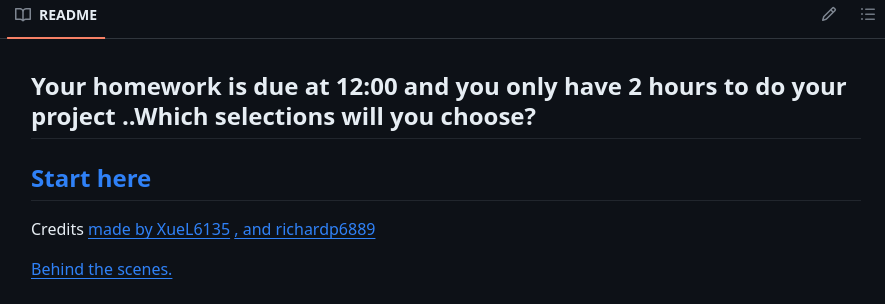 README
Your homework is due at 12:00 and you only have 2 hours to do your
project ..Which selections will you choose?
Start here
Credits made by XueL6135 , and richardp6889
Behind the scenes.